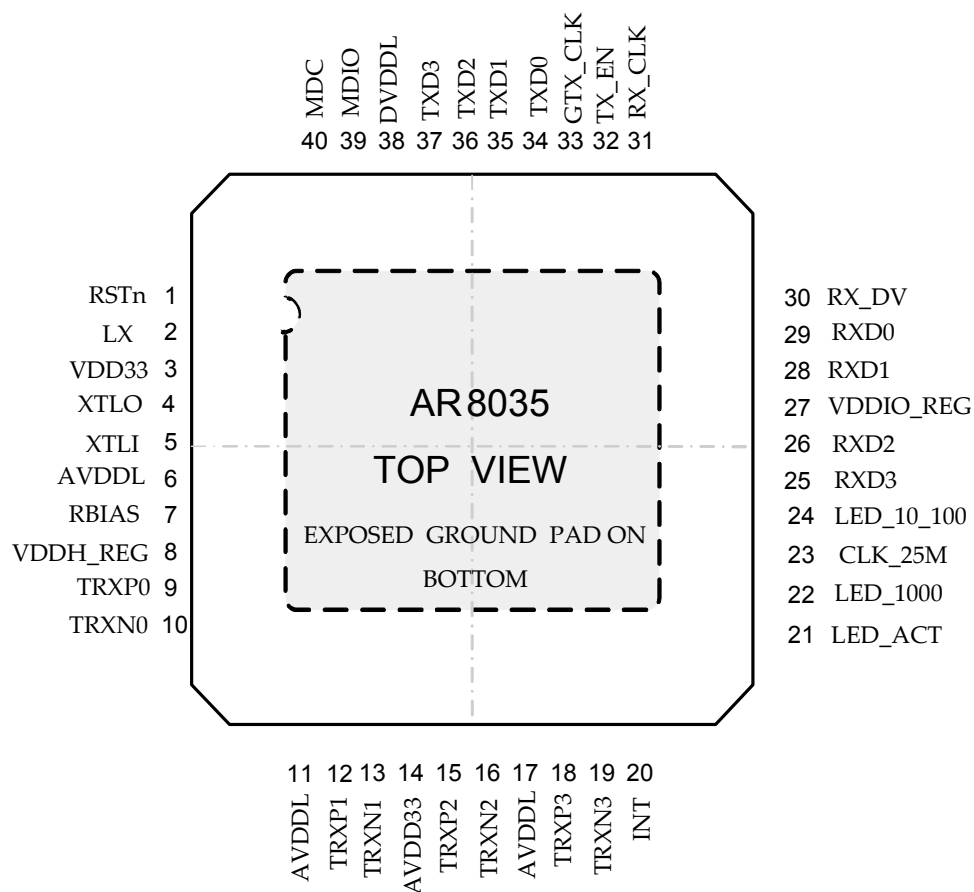 MDC
MDIO
DVDDL
TXD3
TXD2
TXD1
TXD0
GTX_CLK
TX_EN
RX_CLK
40 39 38 37 36 35 34 33 32 31
RSTn 1
LX 2
VDD33 3
XTLO 4
XTLI 5
AVDDL 6
RBIAS 7
VDDH_REG 8
TRXP0 9
TRXN0 10
AR8035
TOP VIEW
EXPOSED GROUND PAD ON
BOTTOM
30 RX_DV
29 RXD0
28 RXD1
27 VDDIO_REG
26 RXD2
25 RXD3
24 LED_10_100
23 CLK_25M
22 LED_1000
21 LED_ACT
11 12 13 14 15 16 17 18 19 20
AVDDL
TRXP1
TRXN1
AVDD33
TRXP2
TRXN2
AVDDL
TRXP3
TRXN3
INT